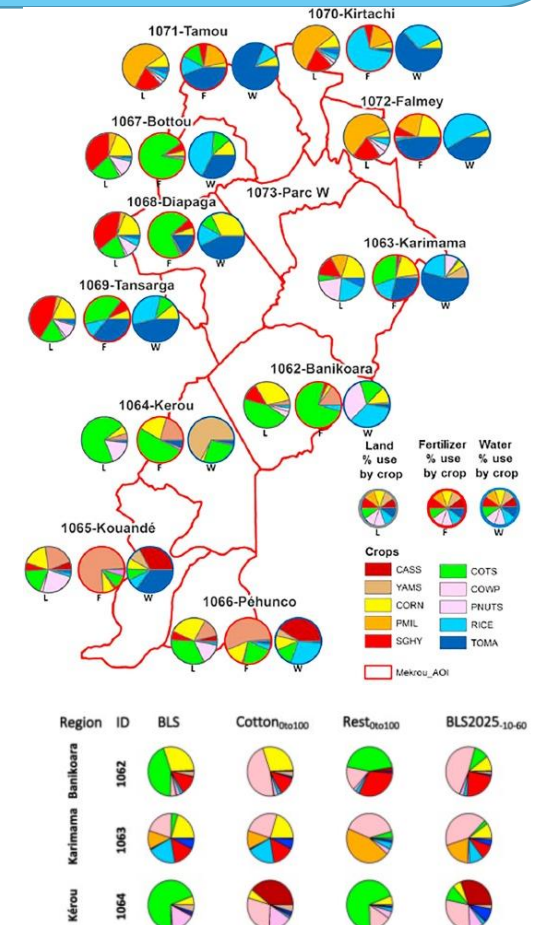 1070-Kirtachi
1071-Tamou
L F W
L F W
1072-Falmey
1067-Bottou
L F W
L F W
1073-Parc W
1068-Diapaga
1063-Karimama
L F W
L F W
1069-Tansarga
L F W
1062-Banikoara
1064-Kerou
L F W
L F W
Land % use by crop
Fertilizer % use by crop
Water % use by crop
L F W
1065-Kouandé
L F W
Crops
CASS COTS
YAMS COWP
CORN PNUTS
PMIL RICE
SGHY TOMA
Mekrou_AOI
1066-Péhunco
L F W
Region ID BLS Cotton0to100 Rest0to100 BLS2025-10-60
Banikoara 1062
Karimama 1063
Kérou 1064